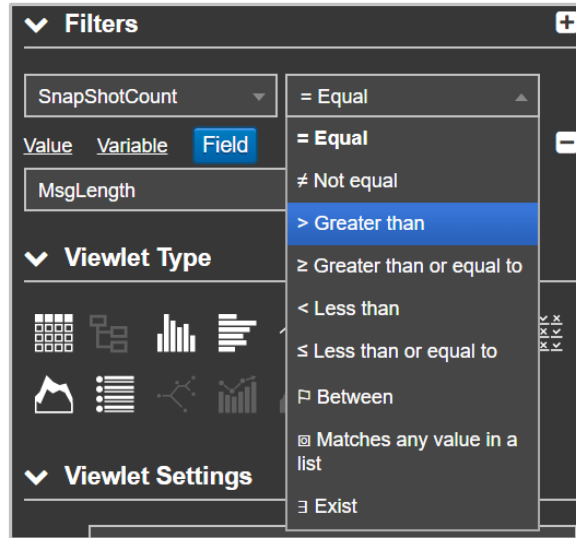 Filters
SnapShotCount
= Equal
Value Variable Field
MsgLength
= Equal
≠ Not equal
> Greater than
≥ Greater than or equal to
< Less than
≤ Less than or equal to
Between
Matches any value in a
list
∃ Exist
Viewlet Type
Viewlet Settings